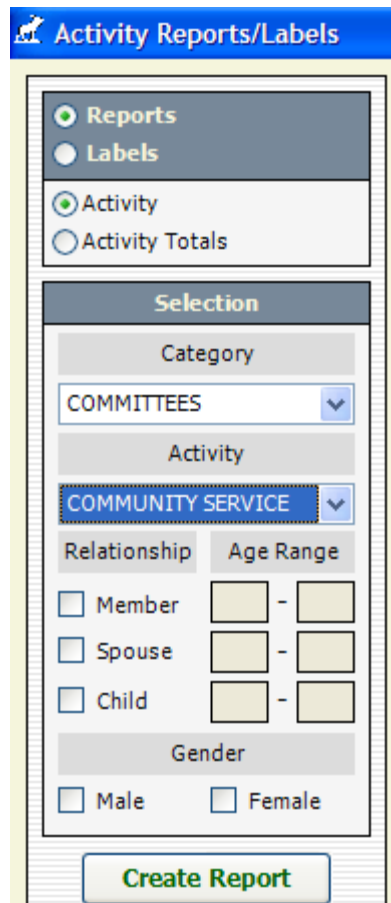 Activity Reports/Labels
Reports
Labels
Activity
Activity Totals
Selection
Category
COMMITTEES
Activity
COMMUNITY SERVICE
Relationship Age Range
Member -
Spouse -
Child -
Gender
Male Female
Create Report